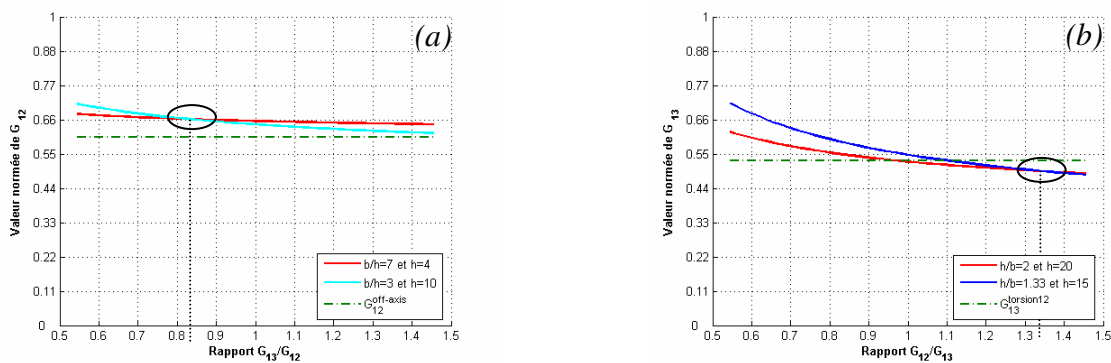 (a)
Valeur normée de G12
1
0.88
0.77
0.66
0.55
0.44
0.33
0.22
0.11
0
0.5 0.6 0.7 0.8 0.9 1 1.1 1.2 1.3 1.4 1.5
Rapport G13/G12
b/h=7 et h=4
b/h=3 et h=10
G12 off-axis
(b)
Valeur normée de G13
1
0.88
0.77
0.66
0.55
0.44
0.33
0.22
0.11
0
0.5 0.6 0.7 0.8 0.9 1 1.1 1.2 1.3 1.4 1.5
Rapport G12/G13
h/b=2 et h=20
h/b=1.33 et h=15
G13 torsion12